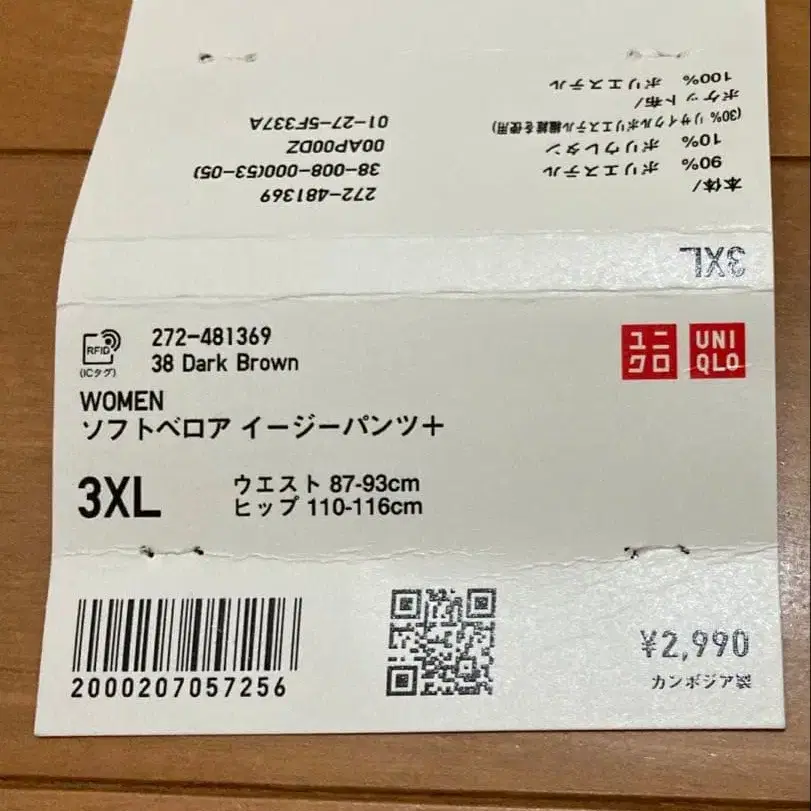 本体/
90% ポリエステル
10% ポリウレタン
(30% リサイクルポリエステル繊維を使用)
ポケット布/
100% ポリエステル
272-481369
38-008-000(53-05)
00AP00DZ
01-27-5F337A
3XL
RFID
(ICタグ)
272-481369
38 Dark Brown
ユニ
クロ
UNI
QLO
WOMEN
ソフトベロア イージーパンツ+
3XL
ウエスト 87-93cm
ヒップ 110-116cm
2000207057256
¥2,990
カンボジア製